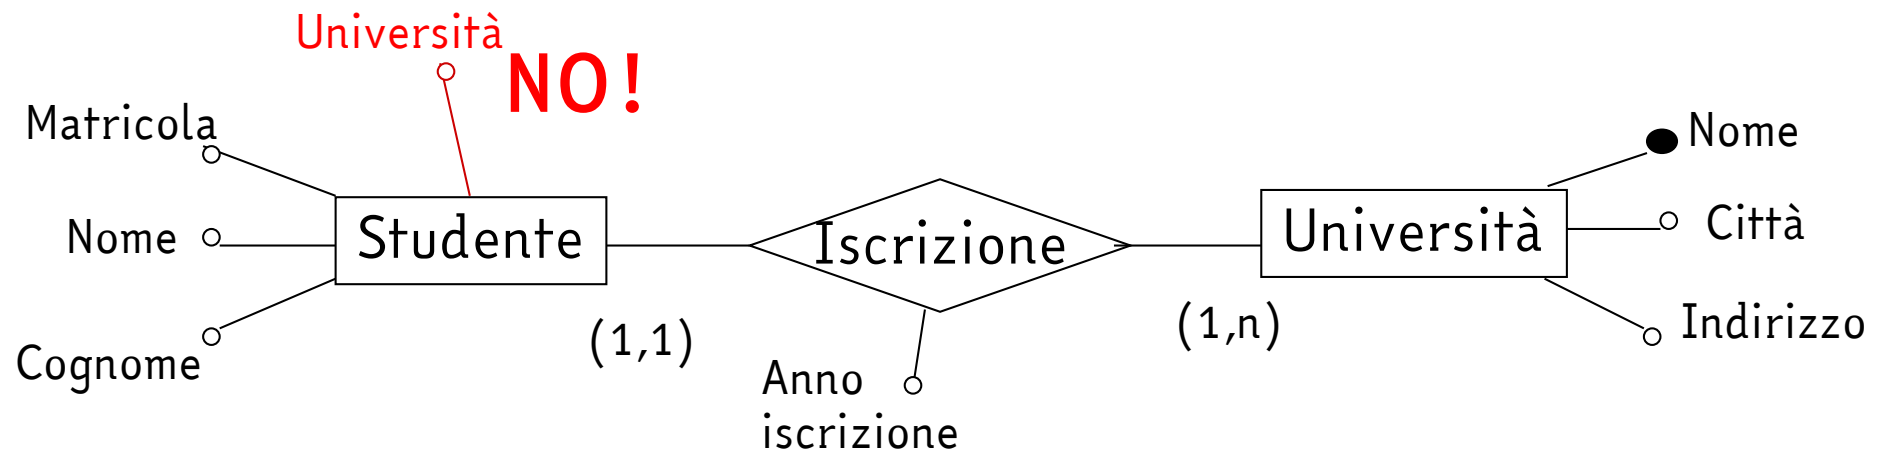 Università
NO!
Matricola
Nome
Nome
Città
Studente
Iscrizione
Università
(1,1)
(1,n)
Indirizzo
Cognome
Anno
iscrizione